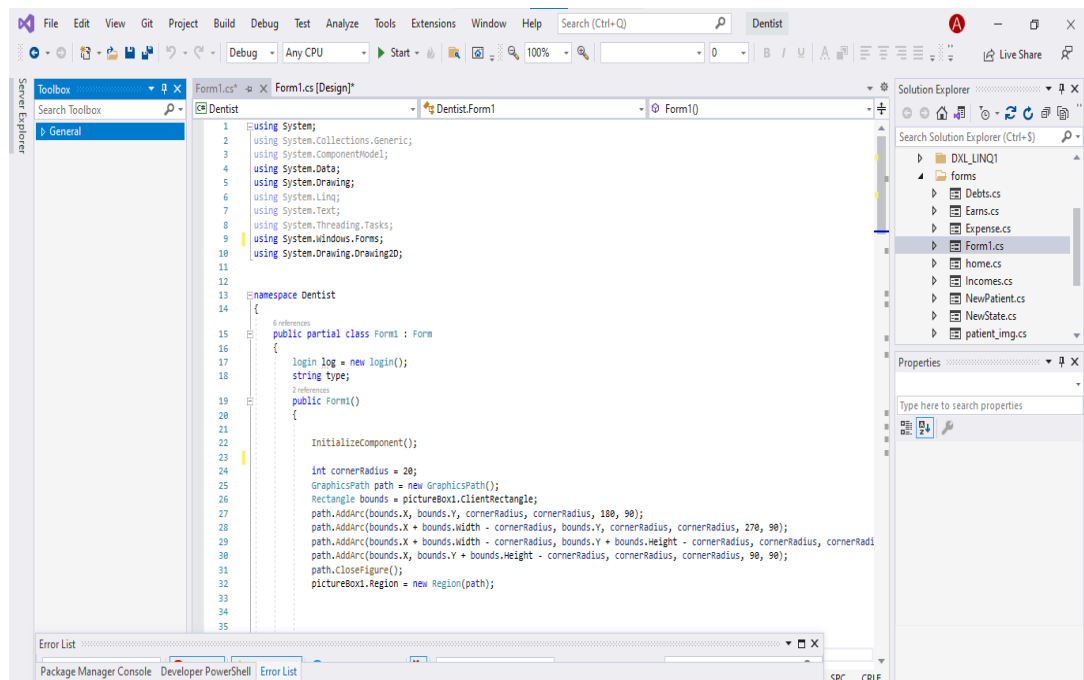 File Edit View Git Project Build Debug Test Analyze Tools Extensions Window Help Search (Ctrl+Q) Dentist A
Debug Any CPU Start 100% 0 B I U A Live Share
Server Explorer
Toolbox
Search Toolbox
General
Form1.cs* Form1.cs [Design]*
C# Dentist Dentist.Form1 Form1()
1 using System;
2 using System.Collections.Generic;
3 using System.ComponentModel;
4 using System.Data;
5 using System.Drawing;
6 using System.Linq;
7 using System.Text;
8 using System.Threading.Tasks;
9 using System.Windows.Forms;
10 using System.Drawing.Drawing2D;
11
12
13 namespace Dentist
14 {
6 references
15 public partial class Form1 : Form
16 {
17 login log = new login();
18 string type;
2 references
19 public Form1()
20 {
21
22 InitializeComponent();
23
24 int cornerRadius = 20;
25 GraphicsPath path = new GraphicsPath();
26 Rectangle bounds = pictureBox1.ClientRectangle;
27 path.AddArc(bounds.X, bounds.Y, cornerRadius, cornerRadius, 180, 90);
28 path.AddArc(bounds.X + bounds.Width - cornerRadius, bounds.Y, cornerRadius, cornerRadius, 270, 90);
29 path.AddArc(bounds.X + bounds.Width - cornerRadius, bounds.Y + bounds.Height - cornerRadius, cornerRadius, cornerRadi
30 path.AddArc(bounds.X, bounds.Y + bounds.Height - cornerRadius, cornerRadius, cornerRadius, 90, 90);
31 path.CloseFigure();
32 pictureBox1.Region = new Region(path);
33
34
35
Solution Explorer
Search Solution Explorer (Ctrl+$)
DXL_LINQ1
forms
Debts.cs
Earns.cs
Expense.cs
Form1.cs
home.cs
Incomes.cs
NewPatient.cs
NewState.cs
patient_img.cs
Properties
Type here to search properties
Error List
Package Manager Console Developer PowerShell Error List
SPC CRLF